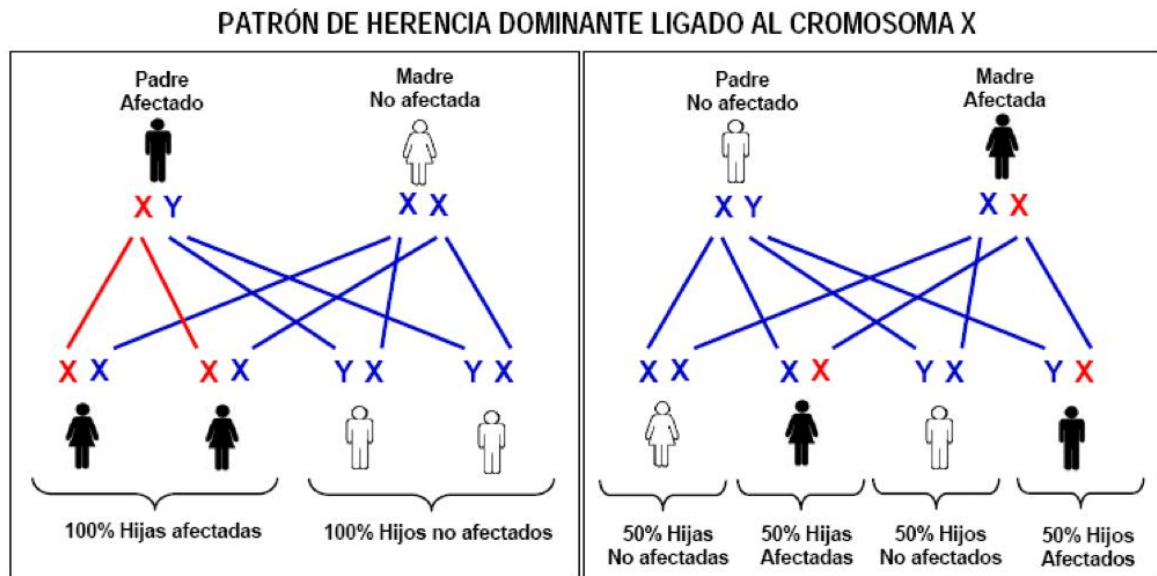 PATRÓN DE HERENCIA DOMINANTE LIGADO AL CROMOSOMA X
Padre
Afectado
Madre
No afectada
X Y
X X
X X
X X
Y X
Y X
100% Hijas afectadas
100% Hijos no afectados
Padre
No afectado
Madre
Afectada
X Y
X X
X X
X X
Y X
Y X
50% Hijas
No afectadas
50% Hijas
Afectadas
50% Hijos
No afectados
50% Hijos
Afectados